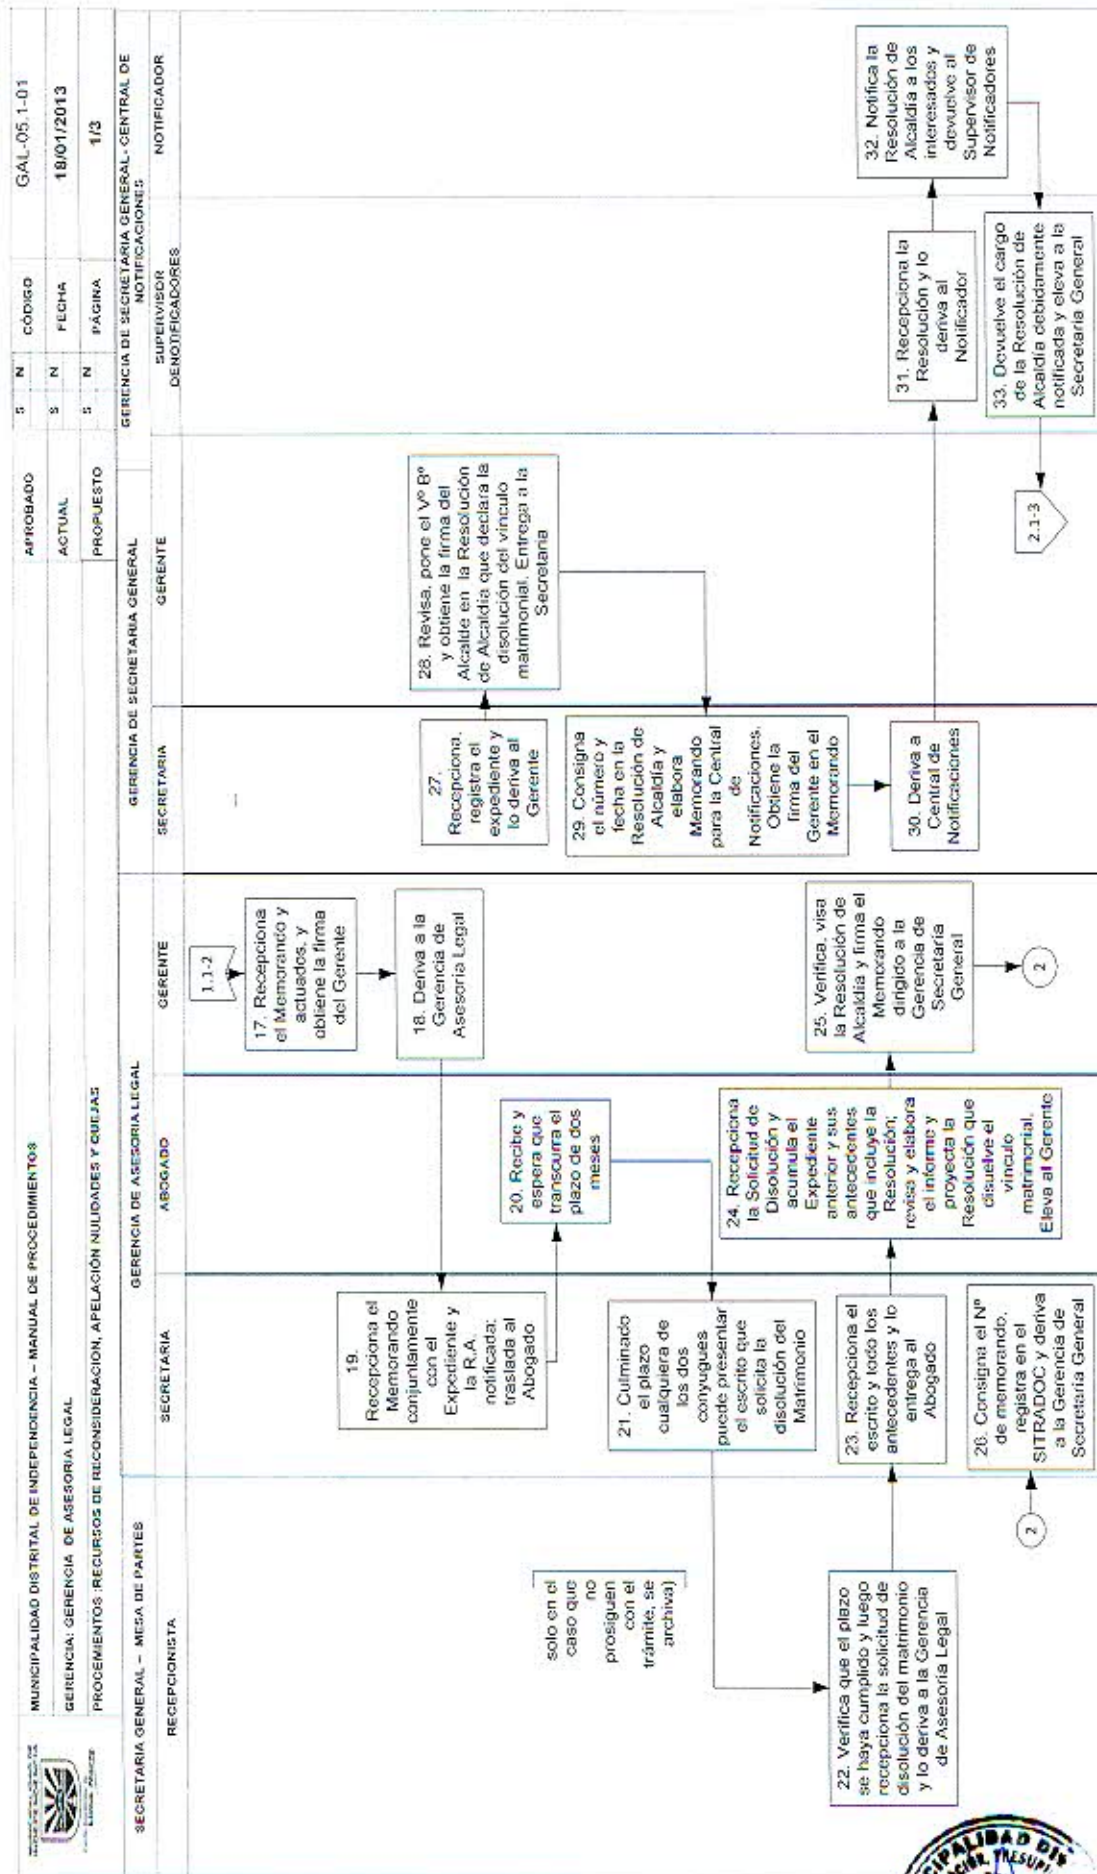 MUNICIPALIDAD DISTRITAL DE INDEPENDENCIA – MANUAL DE PROCEDIMIENTOS
GERENCIA: GERENCIA DE ASESORIA LEGAL
PROCEMIENTOS :RECURSOS DE RECONSIDERACION, APELACIÓN NULIDADES Y QUEJAS
APROBADO S N CÓDIGO GAL-05.1-01
ACTUAL S N FECHA 18/01/2013
PROPUESTO S N PÁGINA 1/3
SECRETARIA GENERAL – MESA DE PARTES
RECEPCIONISTA
GERENCIA DE ASESORIA LEGAL
SECRETARIA
ABOGADO
GERENTE
GERENCIA DE SECRETARIA GENERAL
SECRETARIA
GERENTE
GERENCIA DE SECRETARIA GENERAL- CENTRAL DE
NOTIFICACIONES
SUPERVISOR
DENOTIFICADORES
NOTIFICADOR
1.1-2
17. Recepciona
el Memorando y
actuados, y
obtiene la firma
del Gerente
18. Deriva a la
Gerencia de
Asesoría Legal
19.
Recepciona el
Memorando
conjuntamente
con el
Expediente y
la R.A.
notificada;
traslada al
Abogado
20. Recibe y
espera que
transcurra el
plazo de dos
meses
21. Culminado
el plazo
cualquiera de
los dos
conyugues
puede presentar
el escrito que
solicita la
disolución del
Matrimonio
solo en el
caso que
no
prosiguen
con el
trámite, se
archiva)
22. Verifica que el plazo
se haya cumplido y luego
recepciona la solicitud de
disolución del matrimonio
y lo deriva a la Gerencia
de Asesoría Legal
23. Recepciona el
escrito y todo los
antecedentes y lo
entrega al
Abogado
24. Recepciona
la Solicitud de
Disolución y
acumula el
Expediente
anterior y sus
antecedentes
que incluye la
Resolución;
revisa y elabora
el informe y
proyecta la
Resolución que
disuelve el
vinculo
matrimonial.
Eleva al Gerente
25. Verifica, visa
la Resolución de
Alcaldía y firma el
Memorando
dirigido a la
Gerencia de
Secretaría
General
2
2
26. Consigna el Nº
de memorando,
registra en el
SITRADOC y deriva
a la Gerencia de
Secretaría General
27.
Recepciona,
registra el
expediente y
lo deriva al
Gerente
28. Revisa, pone el Vº Bº
y obtiene la firma del
Alcalde en la Resolución
de Alcaldía que declara la
disolución del vinculo
matrimonial. Entrega a la
Secretaria
29. Consigna
el número y
fecha en la
Resolución de
Alcaldía y
elabora
Memorando
para la Central
de
Notificaciones.
Obtiene la
firma del
Gerente en el
Memorando
30. Deriva a
Central de
Notificaciones
31. Recepciona la
Resolución y lo
deriva al
Notificador
32. Notifica la
Resolución de
Alcaldía a los
interesados y
devuelve al
Supervisor de
Notificadores
33. Devuelve el cargo
de la Resolución de
Alcaldía debidamente
notificada y eleva a la
Secretaria General
2.1-3